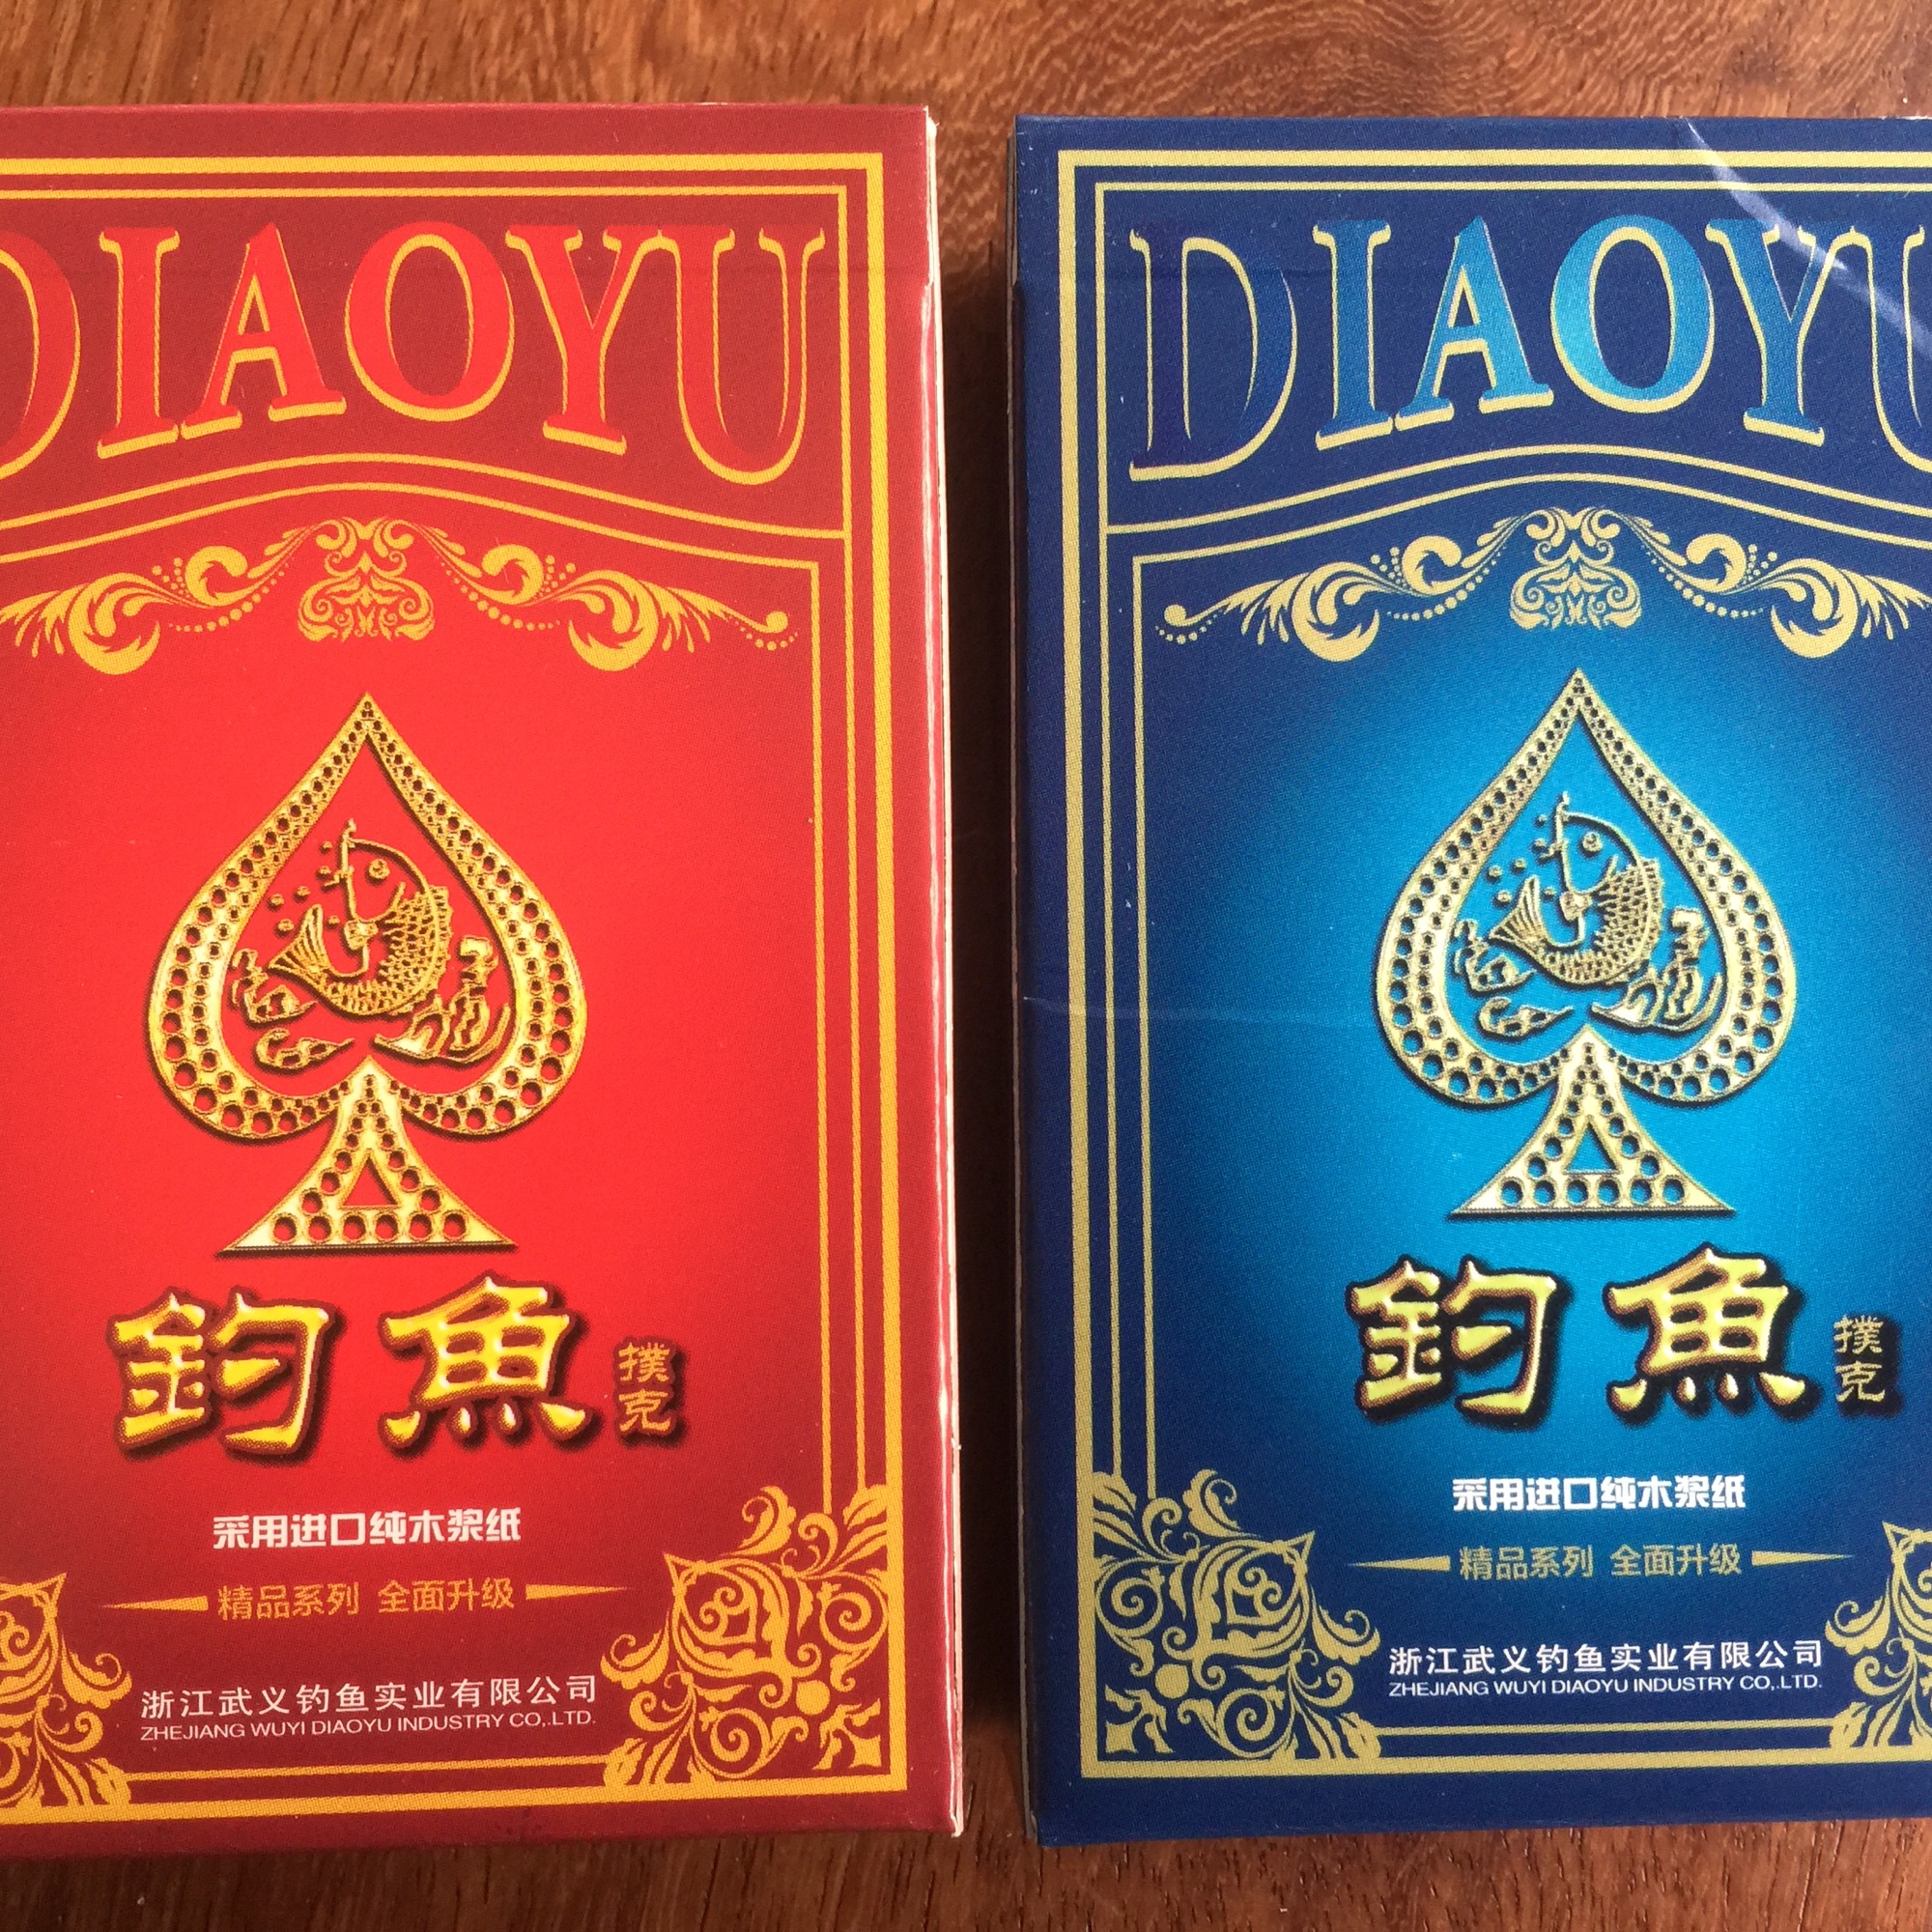 DIAOYU
釣魚
撲克
采用进口纯木浆纸
精品系列 全面升级
浙江武义钓鱼实业有限公司
ZHEJIANG WUYI DIAOYU INDUSTRY CO,.LTD.
DIAOYU
釣魚
撲克
采用进口纯木浆纸
精品系列 全面升级
浙江武义钓鱼实业有限公司
ZHEJIANG WUYI DIAOYU INDUSTRY CO,.LTD.